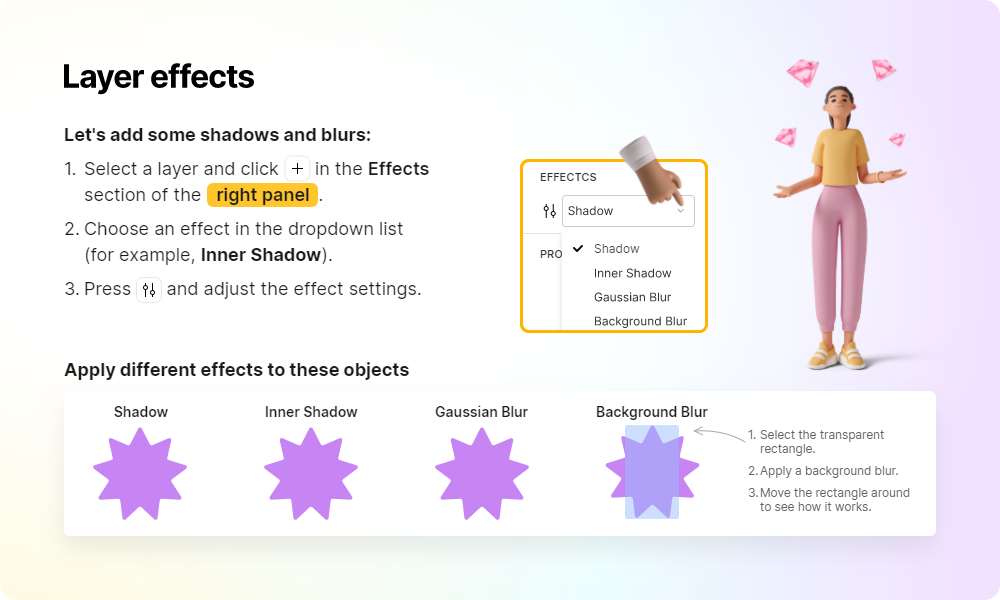 Layer effects
Let's add some shadows and blurs:
1. Select a layer and click + in the Effects
section of the right panel.
2. Choose an effect in the dropdown list
(for example, Inner Shadow).
3. Press and adjust the effect settings.
EFFECTCS
Shadow
PRO
Shadow
Inner Shadow
Gaussian Blur
Background Blur
Apply different effects to these objects
Shadow
Inner Shadow
Gaussian Blur
Background Blur
1. Select the transparent
rectangle.
2. Apply a background blur.
3. Move the rectangle around
to see how it works.